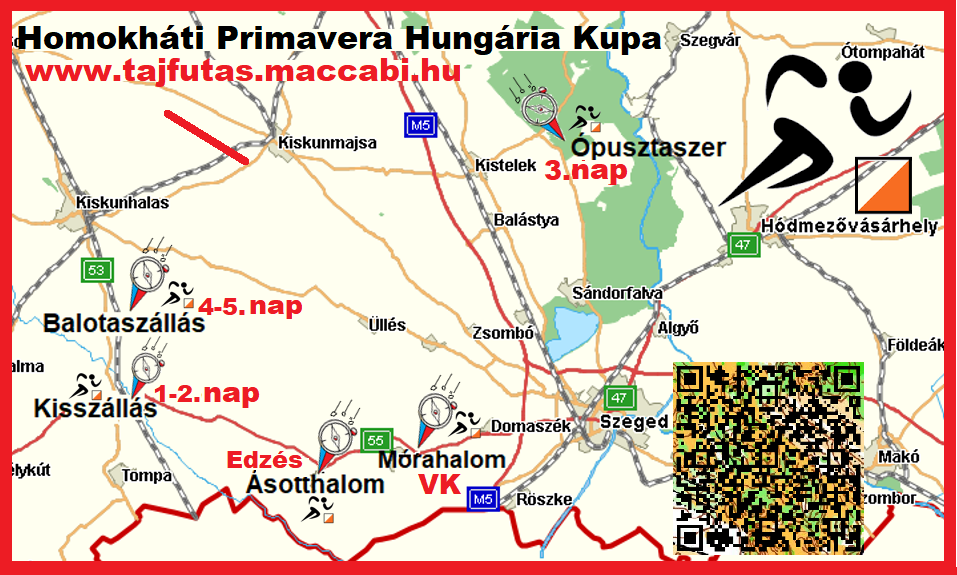 Homokháti Primavera Hungária Kupa
www.tajfutas.maccabi.hu
Szegvár
Ótompahát
M5
Kiskunmajsa
Kistelek
Ópusztaszer
3.nap
Kiskunhalas
Balástya
47
Hódmezővásárhely
53
4-5. nap
Balotaszállás
Sándorfalva
Üllés
Zsombó
Algyő
Földeák
alma
1-2. nap
Kisszállás
47
Szeged
55
Domaszék
Edzés
Mórahalom
Makó
lykút
Tompa
Ásotthalom
VK
M5
Röszke
zombor